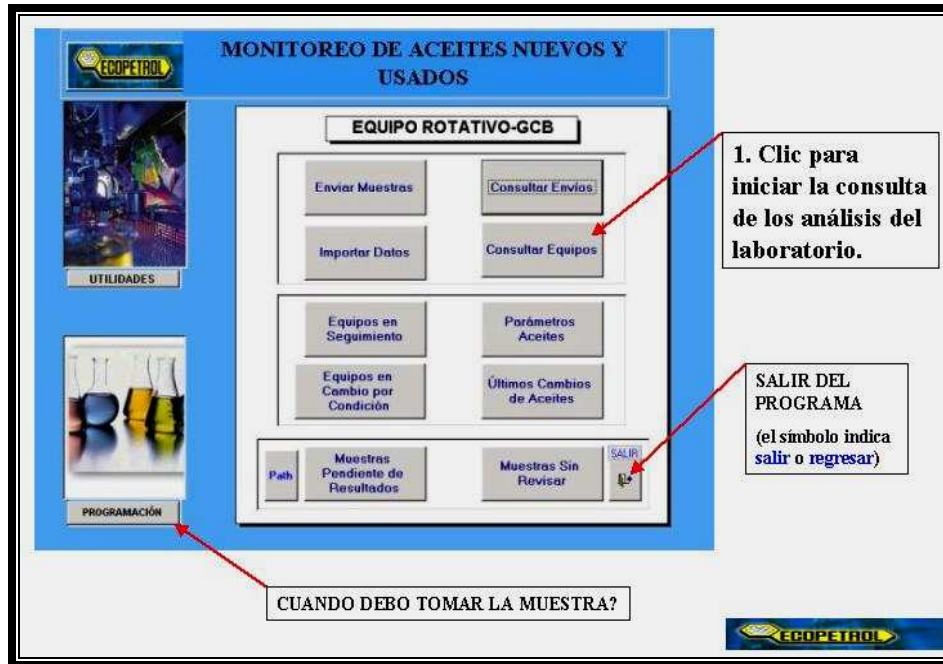 ECOPETROL
MONITOREO DE ACEITES NUEVOS Y
USADOS
EQUIPO ROTATIVO-GCB
Enviar Muestras
Consultar Envíos
Importar Datos
Consultar Equipos
1. Clic para
iniciar la consulta
de los análisis del
laboratorio.
UTILIDADES
Equipos en
Seguimiento
Parámetros
Aceites
Equipos en
Cambio por
Condición
Últimos Cambios
de Aceites
SALIR DEL
PROGRAMA
(el símbolo indica
salir o regresar)
Path
Muestras
Pendiente de
Resultados
Muestras Sin
Revisar
SALIR
PROGRAMACIÓN
CUANDO DEBO TOMAR LA MUESTRA?
ECOPETROL